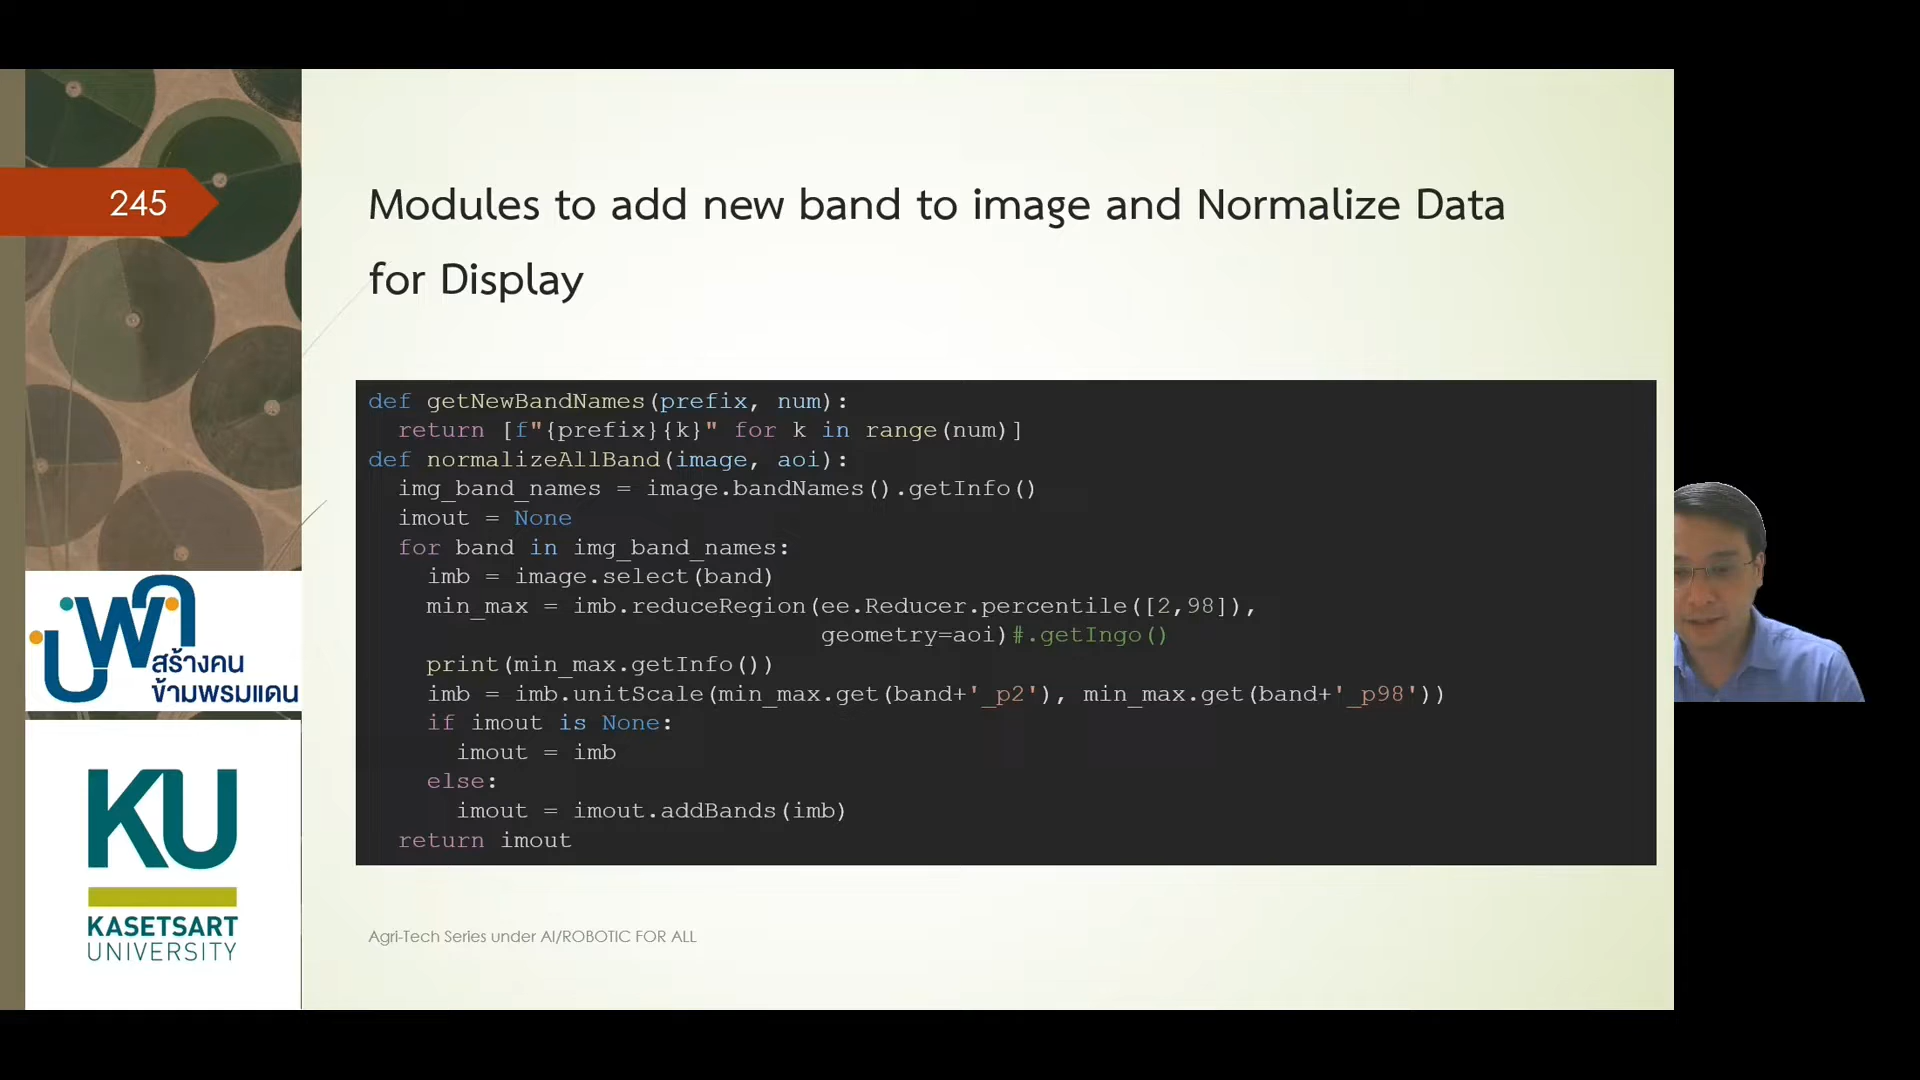 245
Modules to add new band to image and Normalize Data
for Display
def getNewBandNames(prefix, num):
  return [f"{prefix}{k}" for k in range(num)]
def normalizeAllBand(image, aoi):
  img_band_names = image.bandNames().getInfo()
  imout = None
  for band in img_band_names:
    imb = image.select(band)
    min_max = imb.reduceRegion(ee.Reducer.percentile([2,98]),
                               geometry=aoi)#.getIngo()
    print(min_max.getInfo())
    imb = imb.unitScale(min_max.get(band+'_p2'), min_max.get(band+'_p98'))
    if imout is None:
      imout = imb
    else:
      imout = imout.addBands(imb)
  return imout
สร้างคน
ข้ามพรมแดน
KU
KASETSART
UNIVERSITY
Agri-Tech Series under AI/ROBOTIC FOR ALL